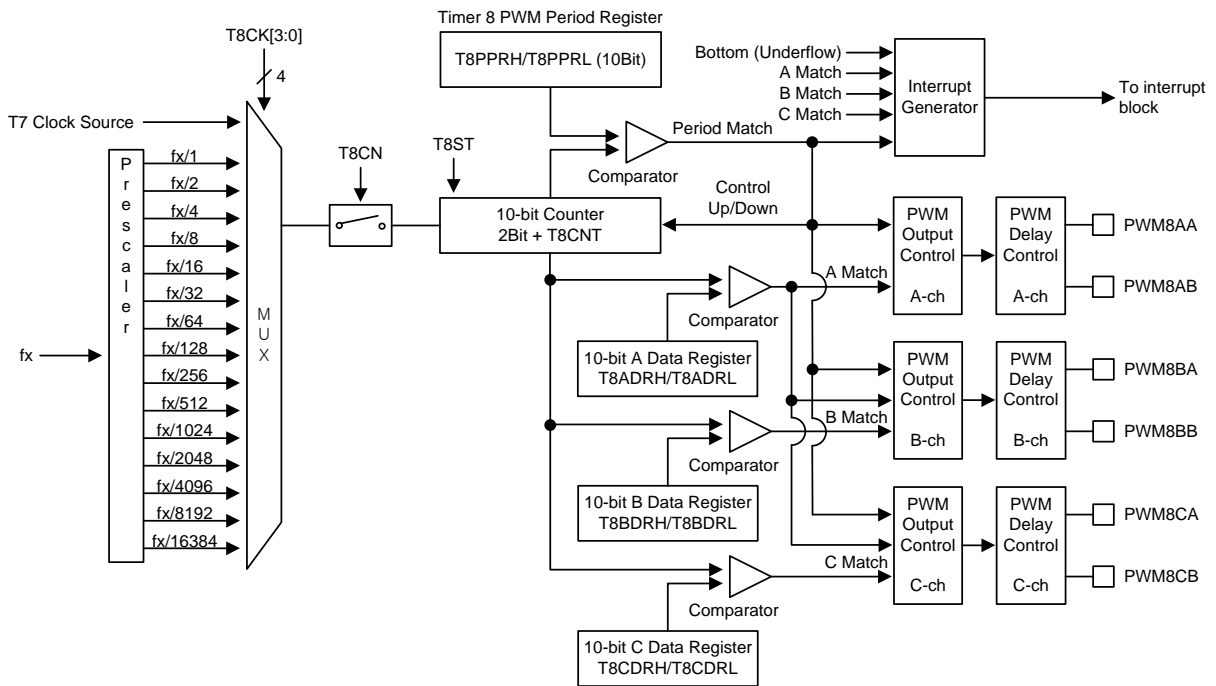 Timer 8 PWM Period Register
T8PPRH/T8PPRL (10Bit)
T8CK[3:0]
4
T7 Clock Source
Prescaler
fx
fx/1
fx/2
fx/4
fx/8
fx/16
fx/32
fx/64
fx/128
fx/256
fx/512
fx/1024
fx/2048
fx/4096
fx/8192
fx/16384
MUX
T8CN
T8ST
10-bit Counter
2Bit + T8CNT
Comparator
Period Match
Control
Up/Down
Bottom (Underflow)
A Match
B Match
C Match
Interrupt
Generator
To interrupt
block
Comparator
A Match
10-bit A Data Register
T8ADRH/T8ADRL
PWM
Output
Control
A-ch
PWM
Delay
Control
A-ch
PWM8AA
PWM8AB
Comparator
B Match
10-bit B Data Register
T8BDRH/T8BDRL
PWM
Output
Control
B-ch
PWM
Delay
Control
B-ch
PWM8BA
PWM8BB
Comparator
C Match
10-bit C Data Register
T8CDRH/T8CDRL
PWM
Output
Control
C-ch
PWM
Delay
Control
C-ch
PWM8CA
PWM8CB